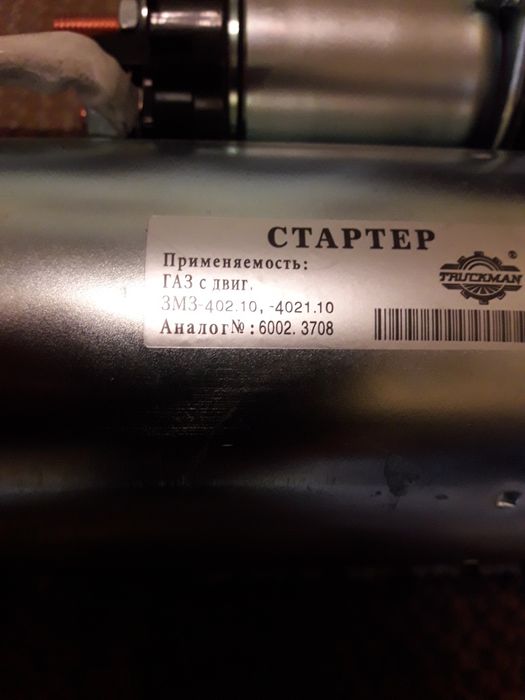 СТАРТЕР
Применяемость:
ГАЗ с двиг.
ЗМЗ-402.10, -4021.10
Аналог№: 6002. 3708
TRUCKMAN ®